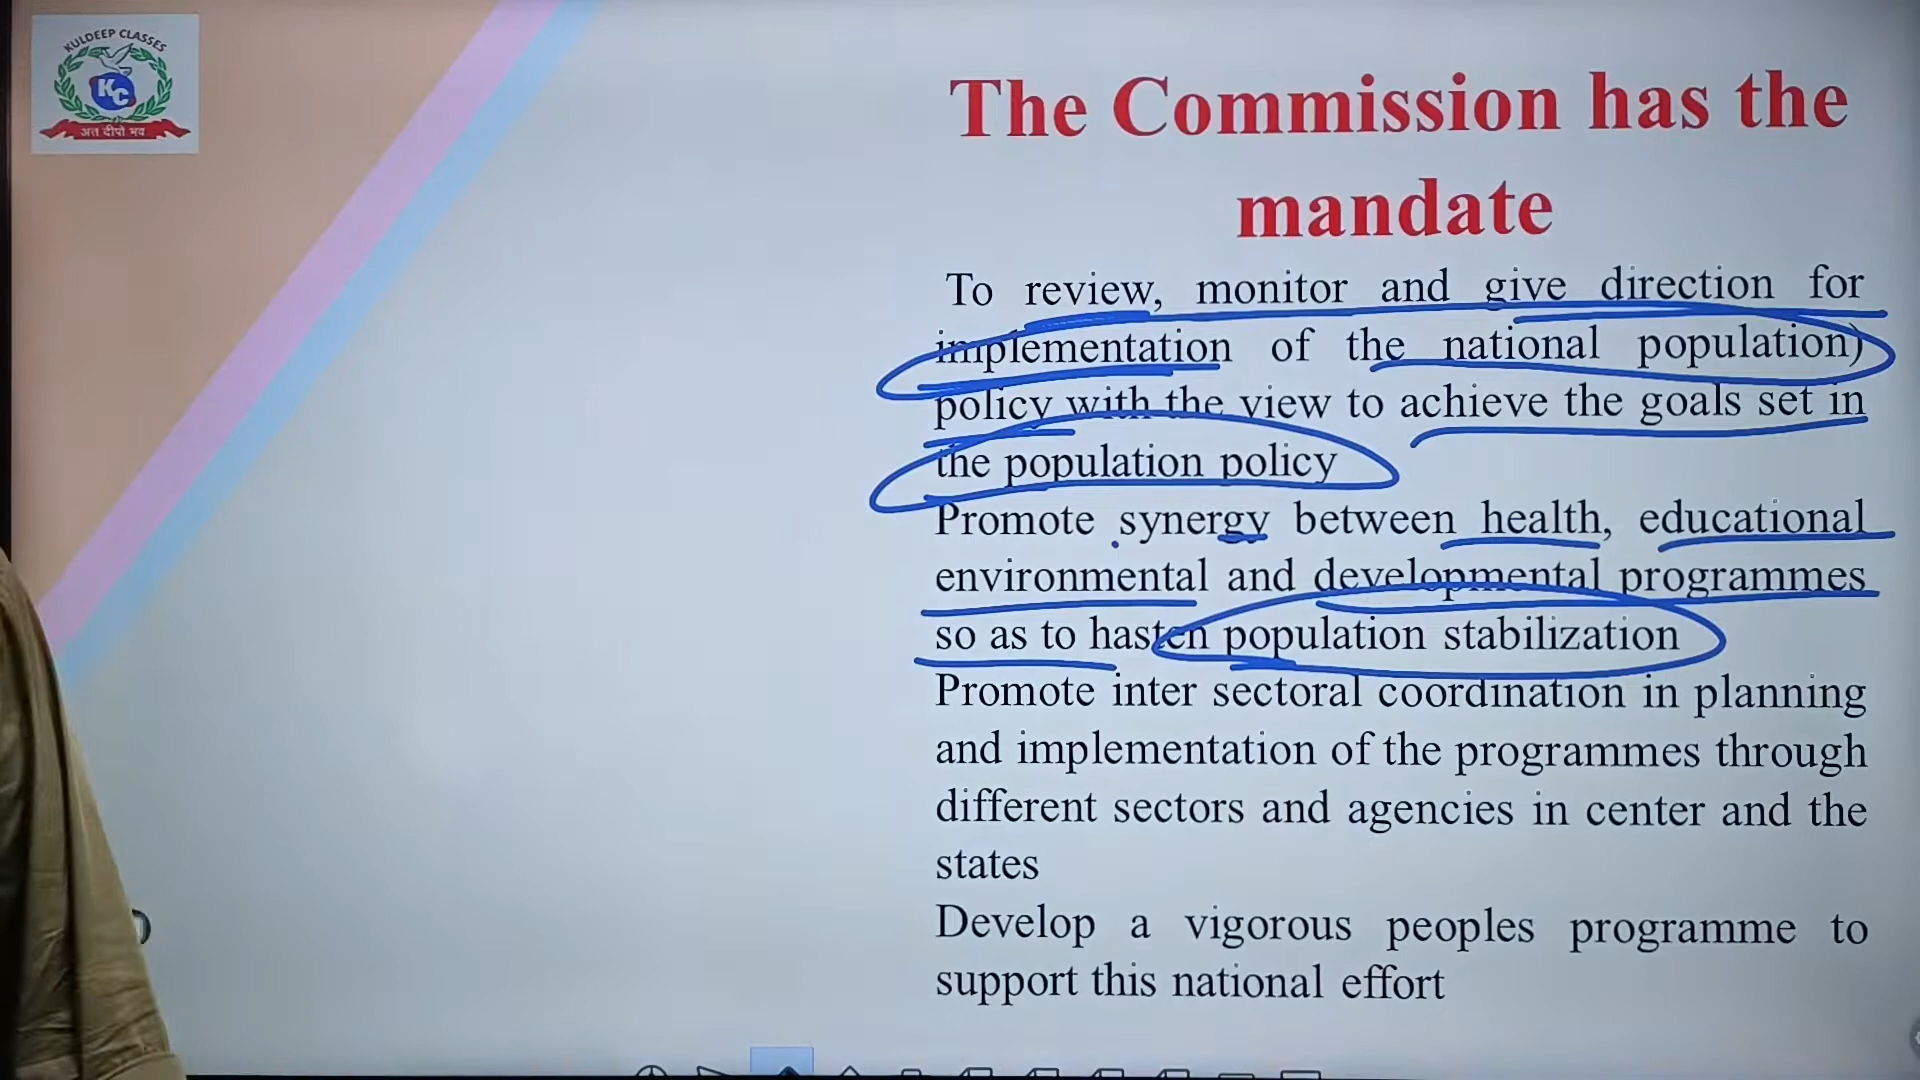 KULDEEP CLASSES
KC
अत्त दीपो भव
The Commission has the
mandate
To review, monitor and give direction for
implementation of the national population)
policy with the view to achieve the goals set in
the population policy
Promote synergy between health, educational
environmental and developmental programmes
so as to hasten population stabilization
Promote inter sectoral coordination in planning
and implementation of the programmes through
different sectors and agencies in center and the
states
Develop a vigorous peoples programme to
support this national effort